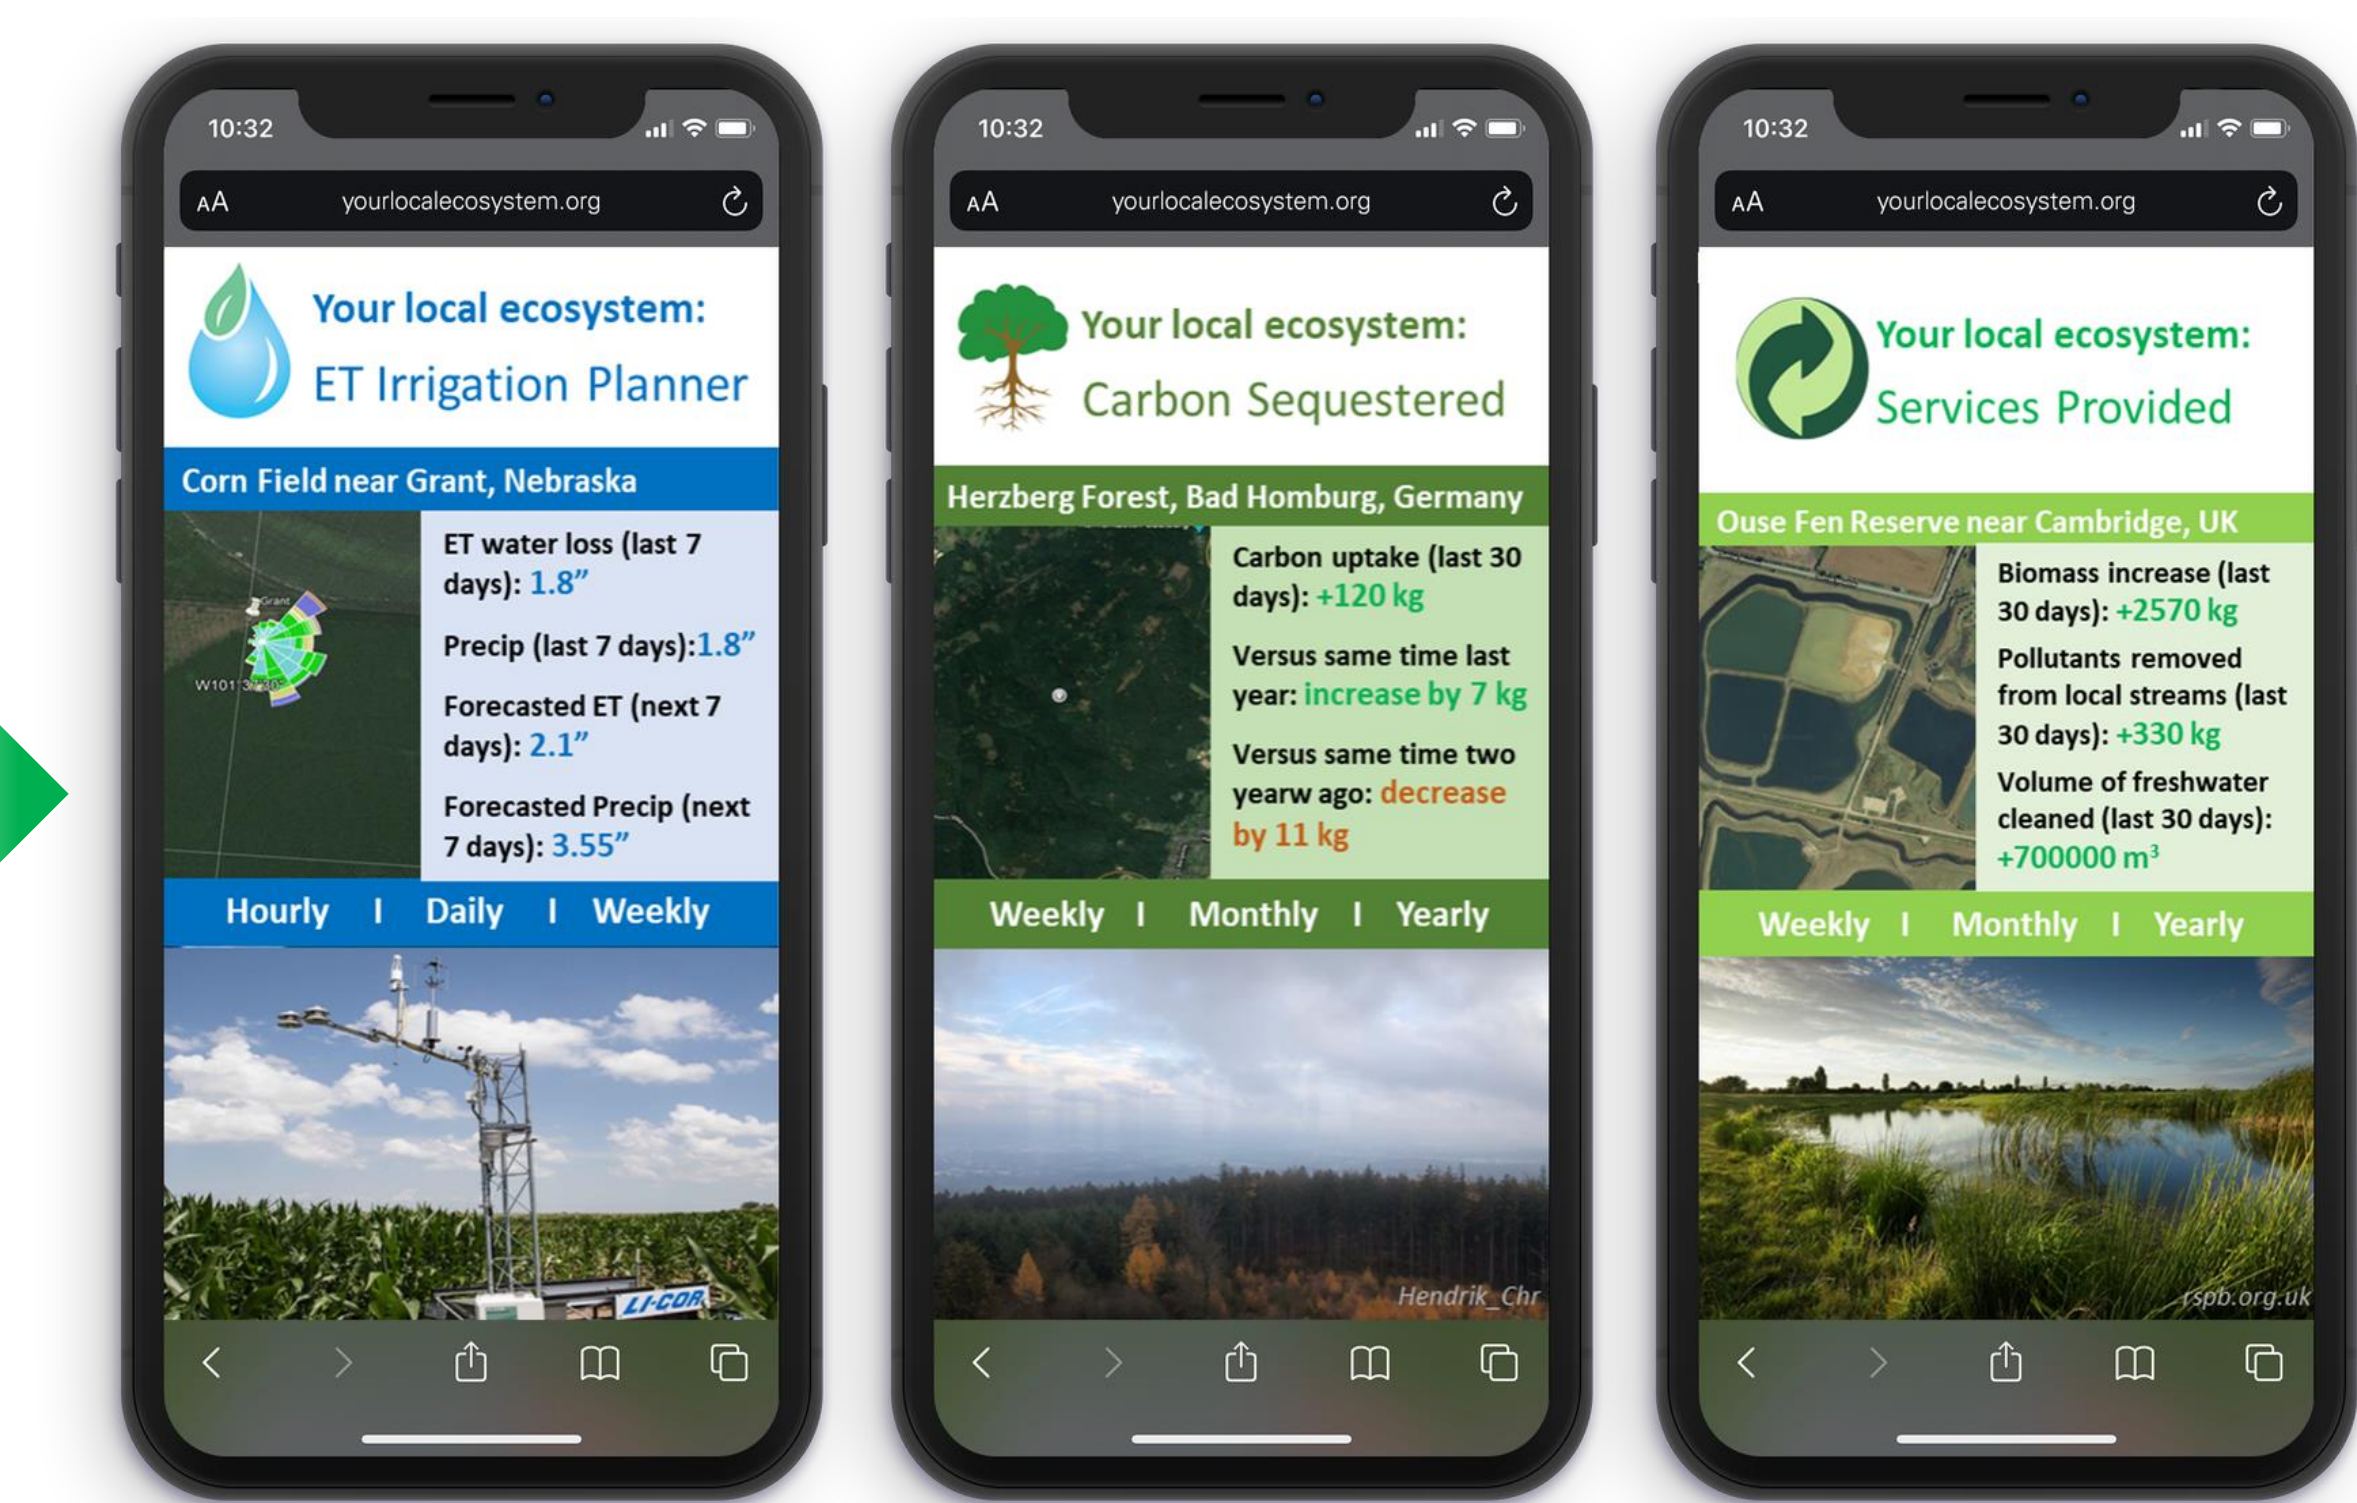 10:32
AA yourlocalecosystem.org
Your local ecosystem:
ET Irrigation Planner
Corn Field near Grant, Nebraska
Grant
ET water loss (last 7
days): 1.8”
Precip (last 7 days):1.8”
Forecasted ET (next 7
days): 2.1”
Forecasted Precip (next
7 days): 3.55”
Hourly I Daily I Weekly
LI-COR
10:32
AA yourlocalecosystem.org
Your local ecosystem:
Carbon Sequestered
Herzberg Forest, Bad Homburg, Germany
Carbon uptake (last 30
days): +120 kg
Versus same time last
year: increase by 7 kg
Versus same time two
yearw ago: decrease
by 11 kg
Weekly I Monthly I Yearly
Hendrik_Chr
10:32
AA yourlocalecosystem.org
Your local ecosystem:
Services Provided
Ouse Fen Reserve near Cambridge, UK
Biomass increase (last
30 days): +2570 kg
Pollutants removed
from local streams (last
30 days): +330 kg
Volume of freshwater
cleaned (last 30 days):
+700000 m³
Weekly I Monthly I Yearly
rspb.org.uk